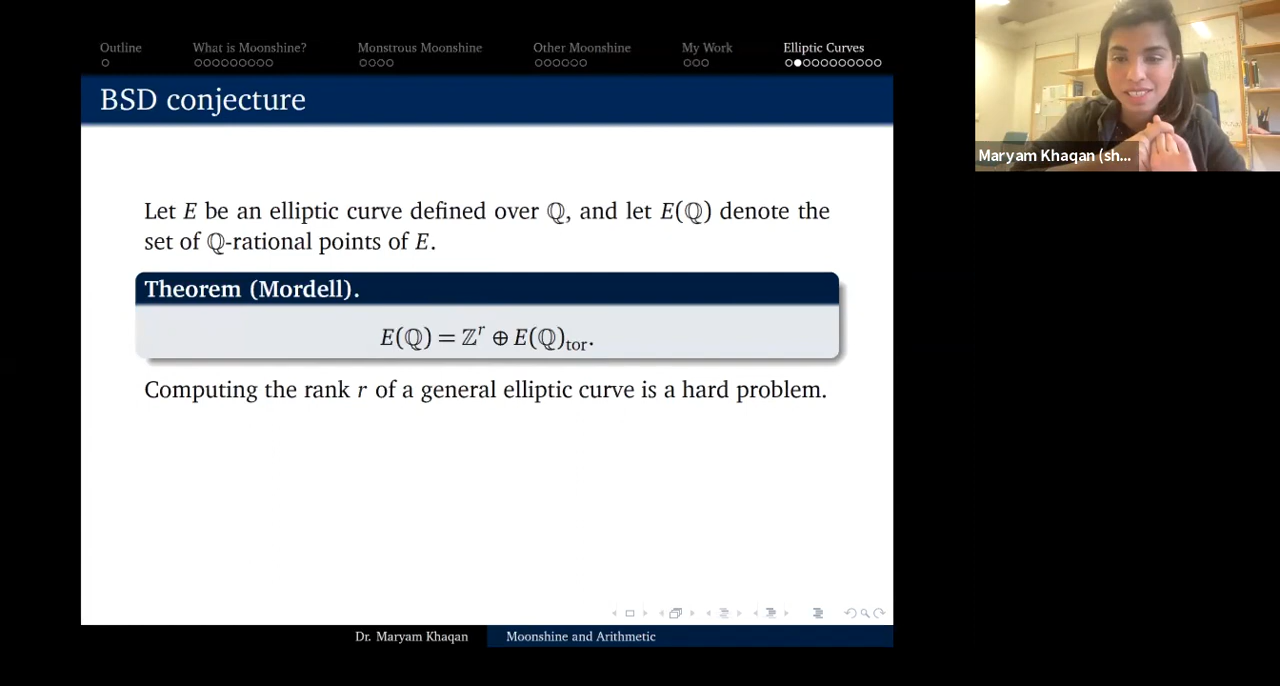 Outline What is Moonshine? Monstrous Moonshine Other Moonshine My Work Elliptic Curves
BSD conjecture
Let E be an elliptic curve defined over ℚ, and let E(ℚ) denote the
set of ℚ-rational points of E.
Theorem (Mordell).
E(ℚ) = ℤ^r ⊕ E(ℚ)_tor.
Computing the rank r of a general elliptic curve is a hard problem.
Dr. Maryam Khaqan Moonshine and Arithmetic
Maryam Khaqan (sh...